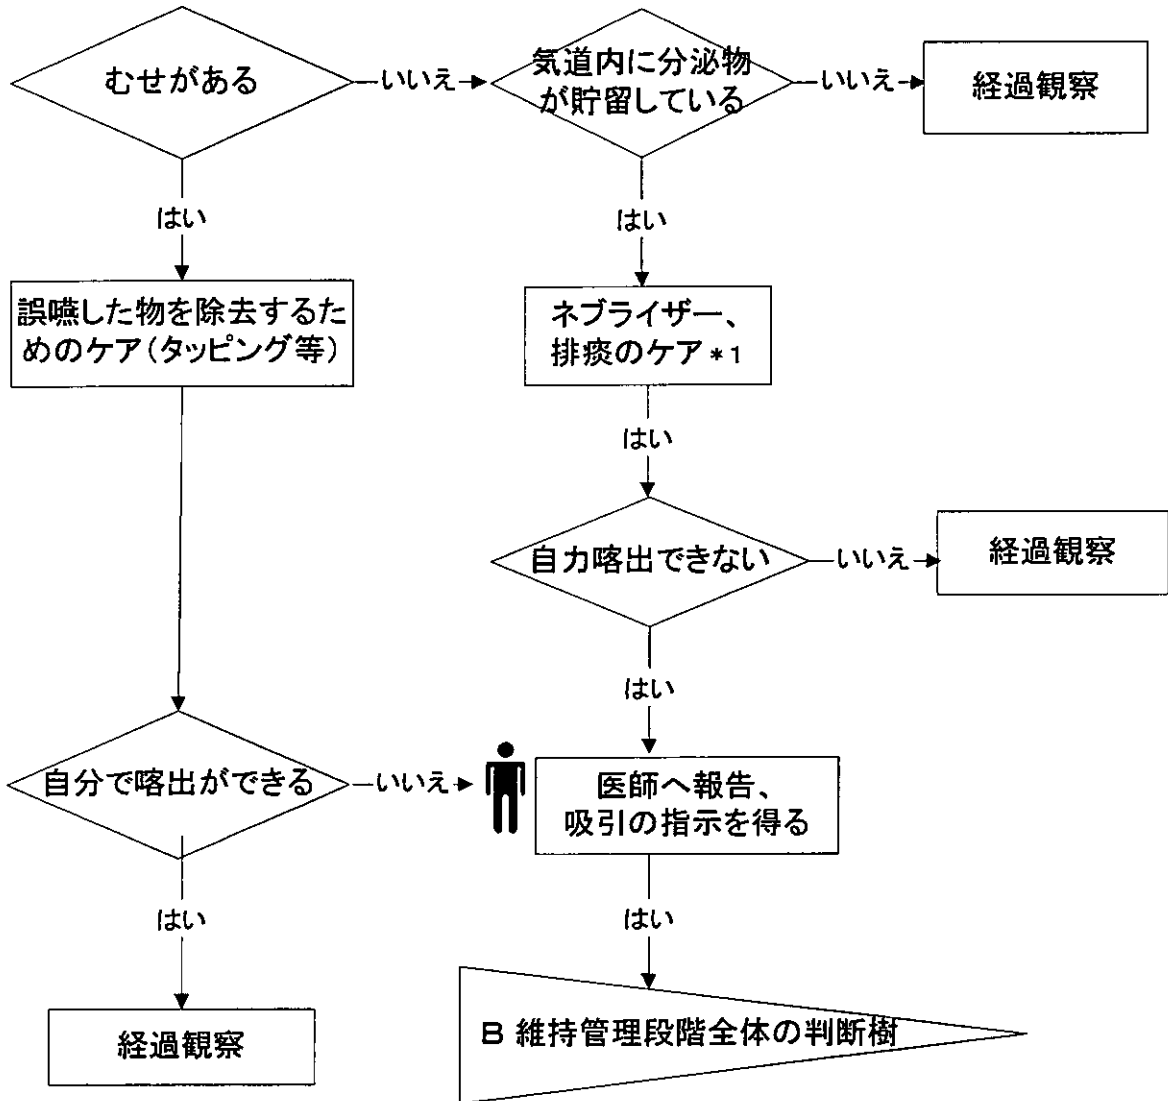 むせがある
いいえ
気道内に分泌物
が貯留している
いいえ
経過観察
はい
はい
誤嚥した物を除去するた
めのケア(タッピング等)
ネブライザー、
排痰のケア*1
はい
自力喀出できない
いいえ
経過観察
はい
自分で喀出ができる
いいえ
医師へ報告、
吸引の指示を得る
はい
はい
経過観察
B 維持管理段階全体の判断樹